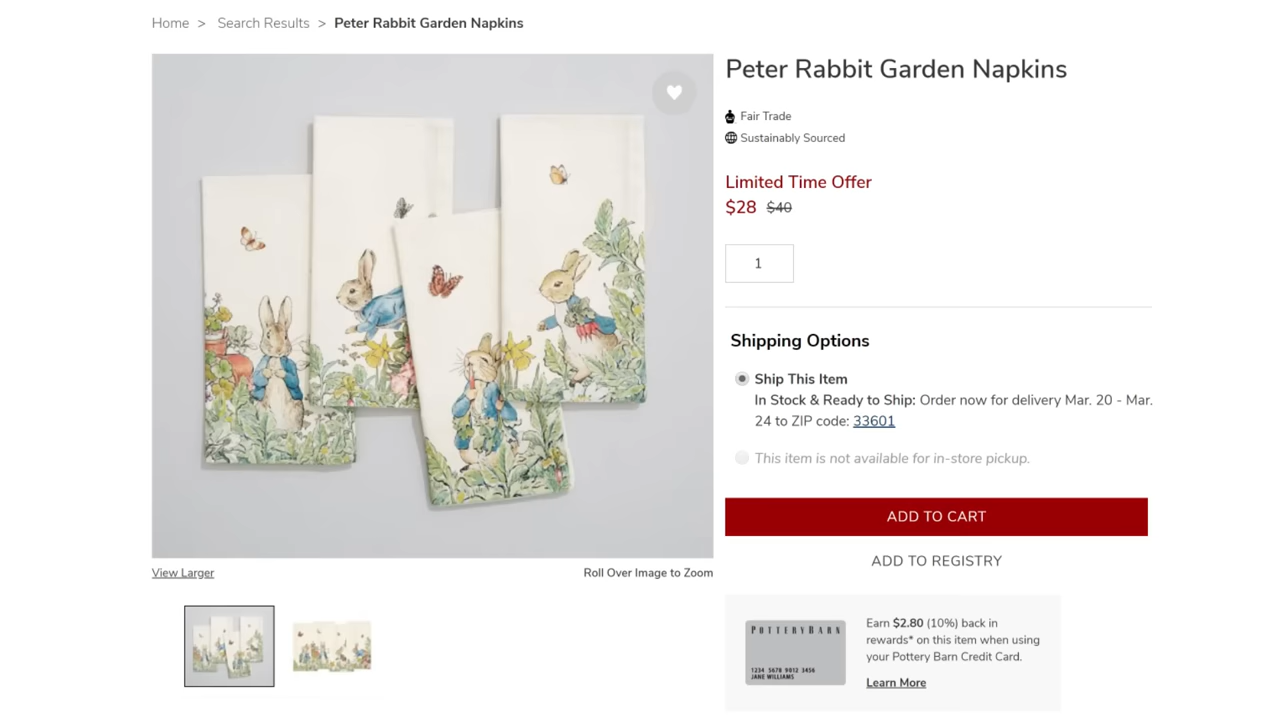 Home > Search Results > Peter Rabbit Garden Napkins
Peter Rabbit Garden Napkins
Fair Trade
Sustainably Sourced
Limited Time Offer
$28 $40
1
Shipping Options
Ship This Item
In Stock & Ready to Ship: Order now for delivery Mar. 20 - Mar.
24 to ZIP code: 33601
This item is not available for in-store pickup.
ADD TO CART
ADD TO REGISTRY
View Larger
Roll Over Image to Zoom
POTTERYBARN
1234 5678 9012 3456
JANE WILLIAMS
Earn $2.80 (10%) back in
rewards* on this item when using
your Pottery Barn Credit Card.
Learn More